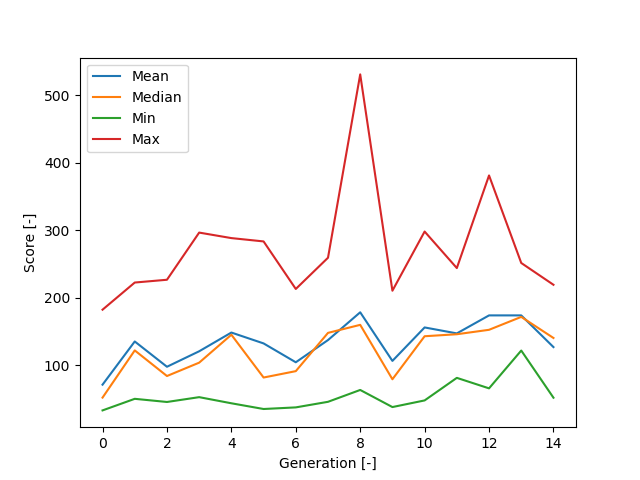 Mean
Median
Min
Max
500
400
300
200
100
Score [-]
0 2 4 6 8 10 12 14
Generation [-]